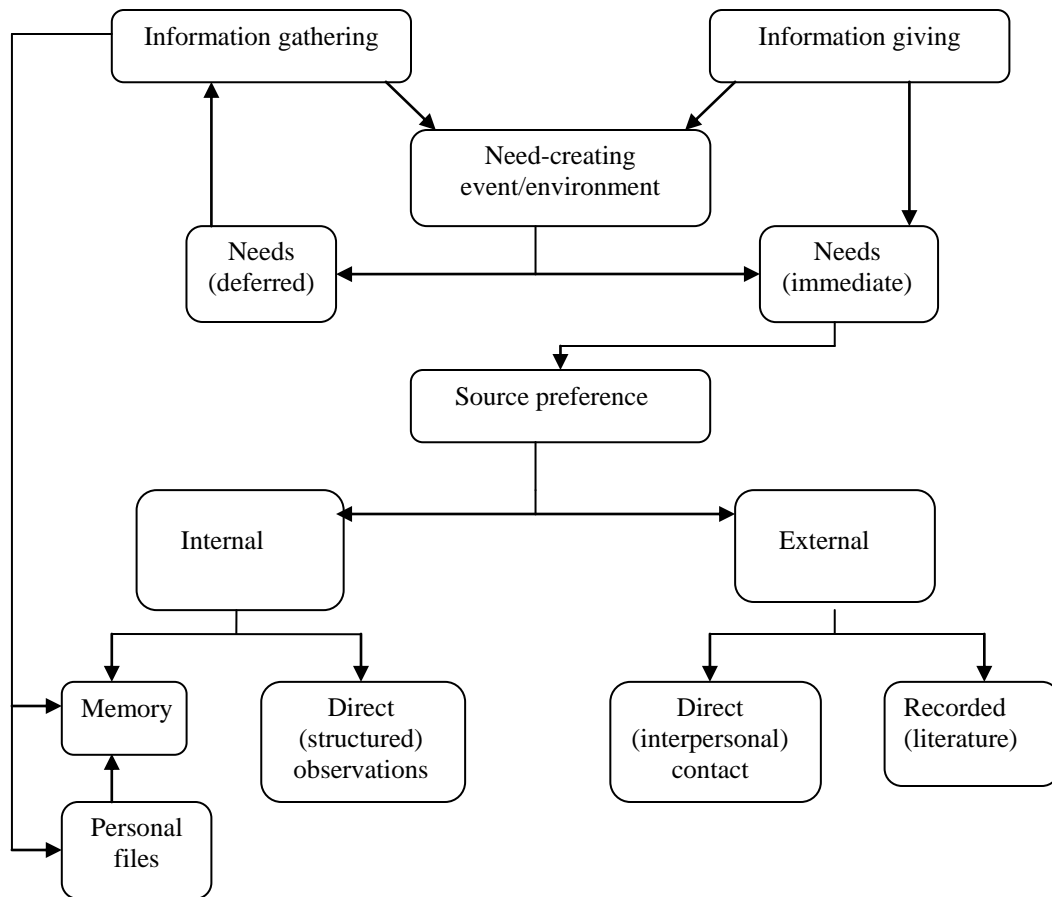 Information gathering
Information giving
Need-creating
event/environment
Needs
(deferred)
Needs
(immediate)
Source preference
Internal
External
Memory
Direct
(structured)
observations
Direct
(interpersonal)
contact
Recorded
(literature)
Personal
files